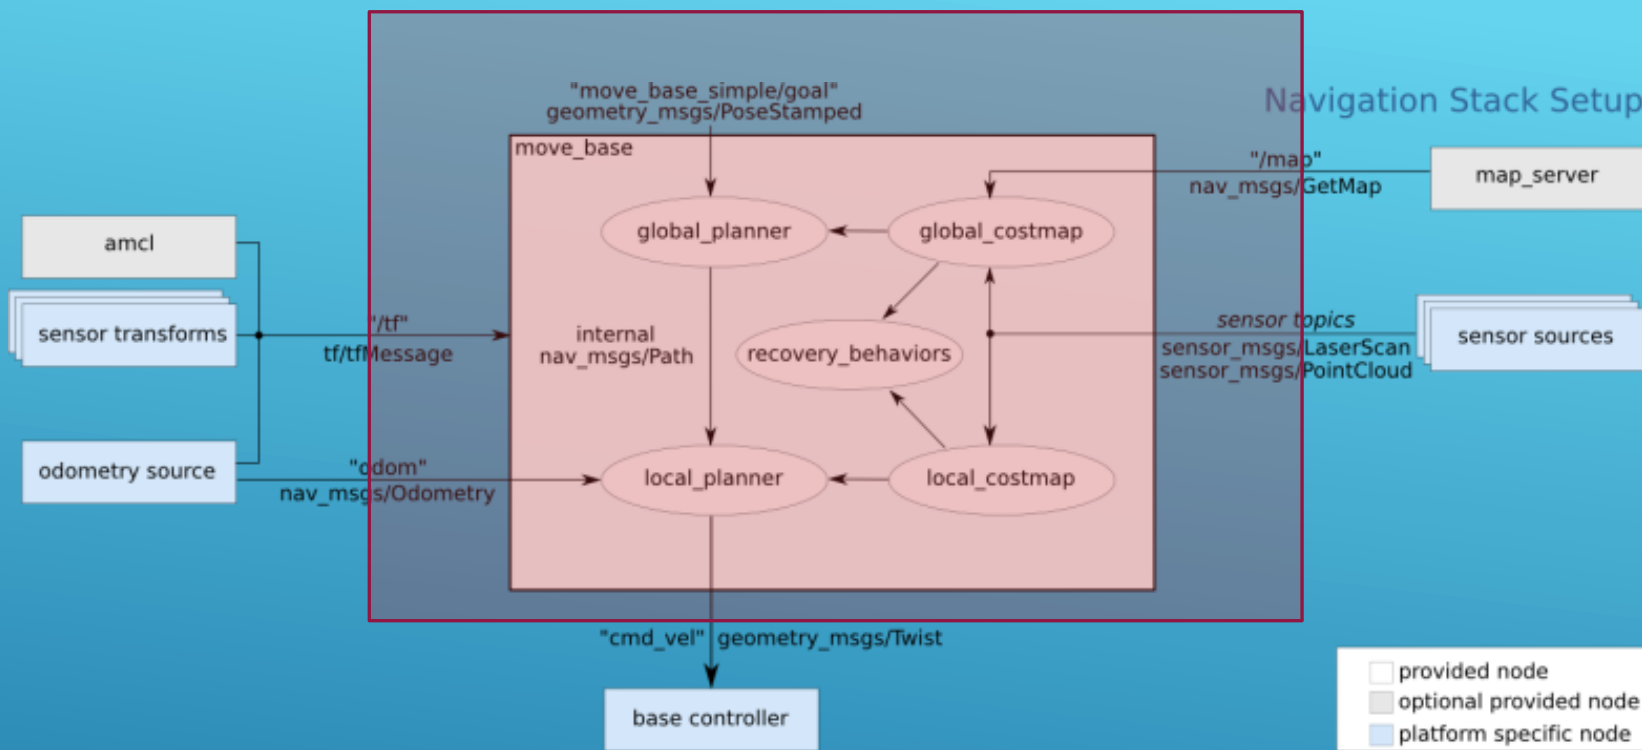 "move_base_simple/goal"
geometry_msgs/PoseStamped
Navigation Stack Setup
move_base
"/map"
nav_msgs/GetMap
map_server
global_planner
global_costmap
amcl
sensor transforms
"/tf"
tf/tfMessage
internal
nav_msgs/Path
recovery_behaviors
sensor topics
sensor_msgs/LaserScan
sensor_msgs/PointCloud
sensor sources
odometry source
"odom"
nav_msgs/Odometry
local_planner
local_costmap
"cmd_vel" geometry_msgs/Twist
base controller
provided node
optional provided node
platform specific node